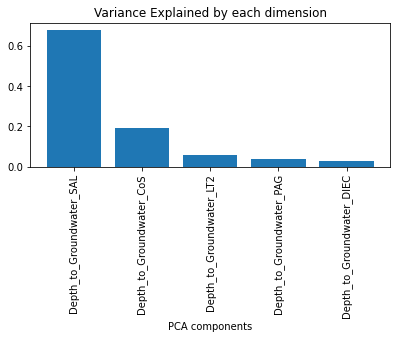 Variance Explained by each dimension
0.6
0.4
0.2
0.0
Depth_to_Groundwater_SAL
Depth_to_Groundwater_CoS
Depth_to_Groundwater_LT2
Depth_to_Groundwater_PAG
Depth_to_Groundwater_DIEC
PCA components